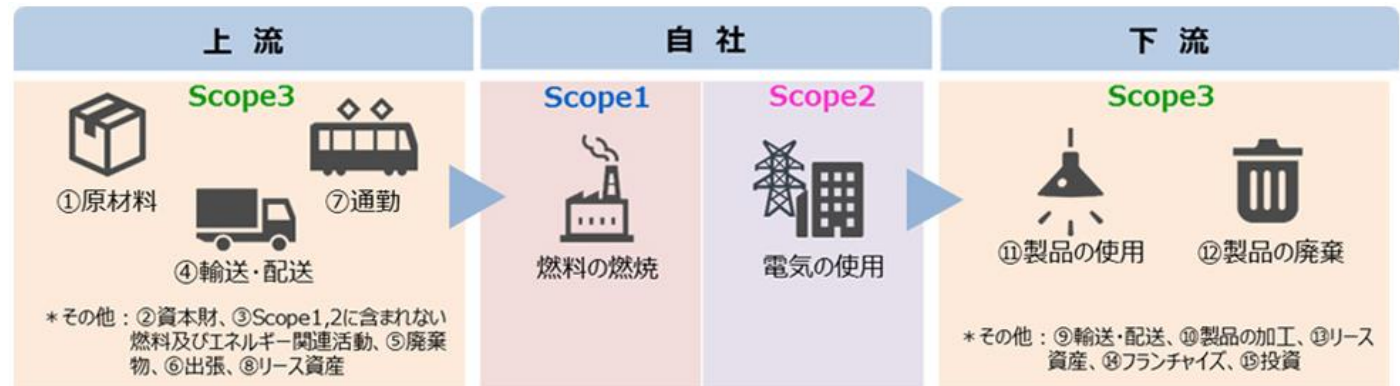 上 流
自 社
下 流
Scope3
①原材料
⑦通勤
④輸送・配送
＊その他：②資本財、③Scope1,2に含まれない
燃料及びエネルギー関連活動、⑤廃棄
物、⑥出張、⑧リース資産
Scope1
燃料の燃焼
Scope2
電気の使用
Scope3
⑪製品の使用
⑫製品の廃棄
＊その他：⑨輸送・配送、⑩製品の加工、⑬リース
資産、⑭フランチャイズ、⑮投資